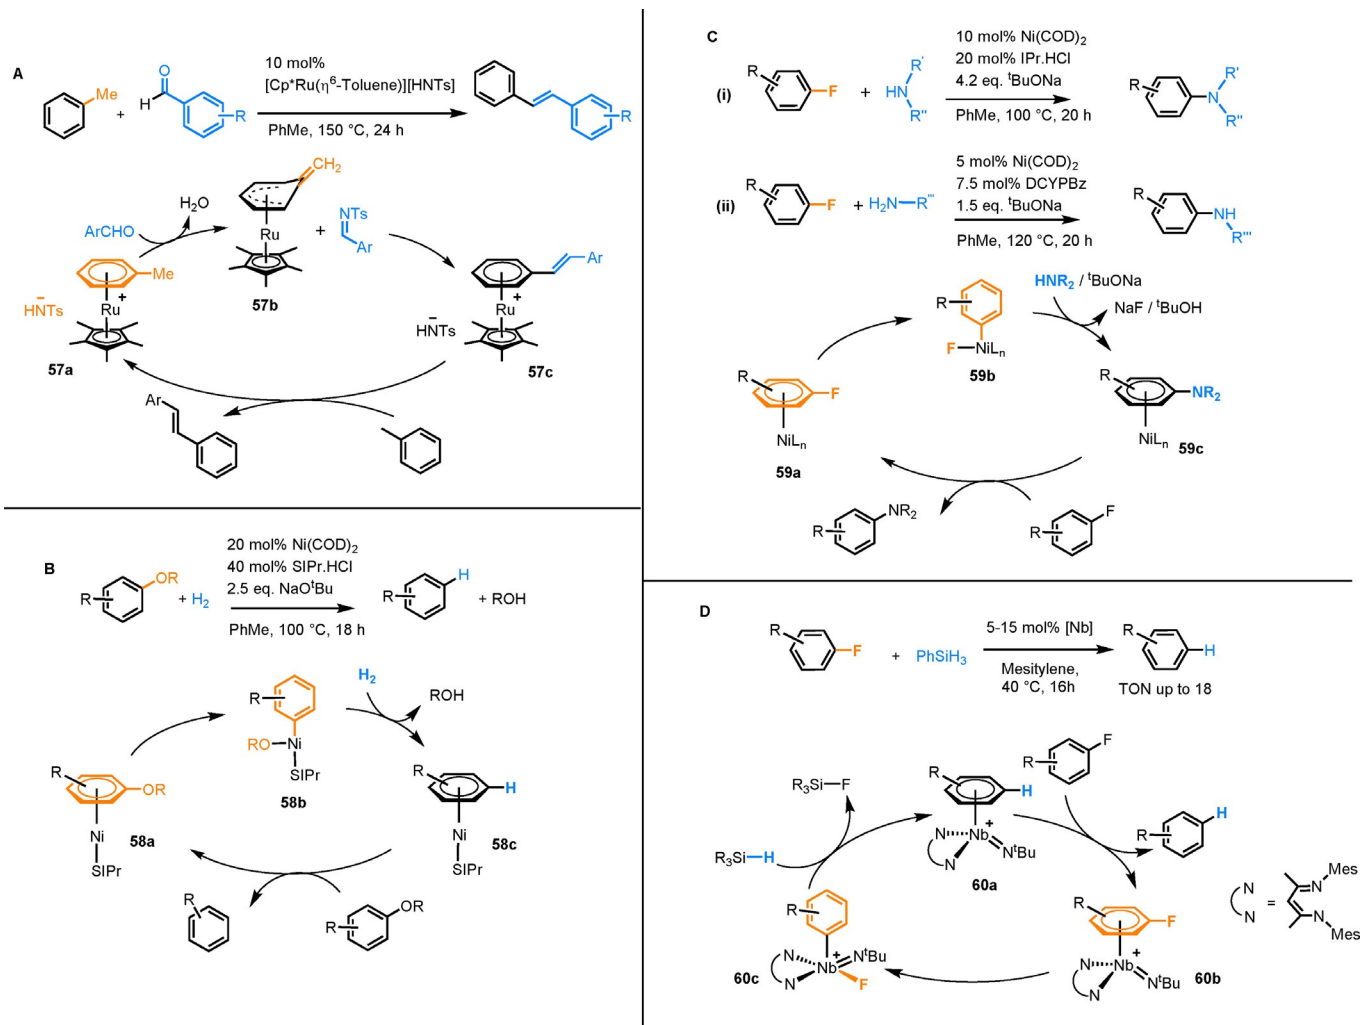 A
Me
+
O
H
R
10 mol%
[Cp*Ru(η⁶-Toluene)][HNTs]
PhMe, 150 °C, 24 h
R
H₂O
ArCHO
CH₂
Ru
57b
+
NTs
Ar
Me
+
Ru
−
HNTs
57a
Ar
+
Ru
−
HNTs
57c
Ar
B
R
OR
+ H₂
20 mol% Ni(COD)₂
40 mol% SIPr.HCl
2.5 eq. NaOᵗBu
PhMe, 100 °C, 18 h
R
H
+ ROH
R
RO
Ni
SIPr
58b
H₂
ROH
R
OR
Ni
SIPr
58a
R
H
Ni
SIPr
58c
R
R
OR
C
(i)
R
F
+
R'
HN
R''
10 mol% Ni(COD)₂
20 mol% IPr.HCl
4.2 eq. ᵗBuONa
PhMe, 100 °C, 20 h
R
R'
N
R''
(ii)
R
F
+
H₂N
R'''
5 mol% Ni(COD)₂
7.5 mol% DCYPBz
1.5 eq. ᵗBuONa
PhMe, 120 °C, 20 h
R
NH
R'''
R
F
NiLₙ
59b
HNR₂ / ᵗBuONa
NaF / ᵗBuOH
R
F
NiLₙ
59a
R
NR₂
NiLₙ
59c
R
NR₂
R
F
D
R
F
+
PhSiH₃
5-15 mol% [Nb]
Mesitylene,
40 °C, 16h
R
H
TON up to 18
R₃Si
F
R₃Si
H
R
H
+
N
N
Nb
NᵗBu
60a
R
F
R
H
R
F
+
N
N
Nb
NᵗBu
60b
R
+
N
N
Nb
NᵗBu
F
60c
N
N
=
N
Mes
N
Mes